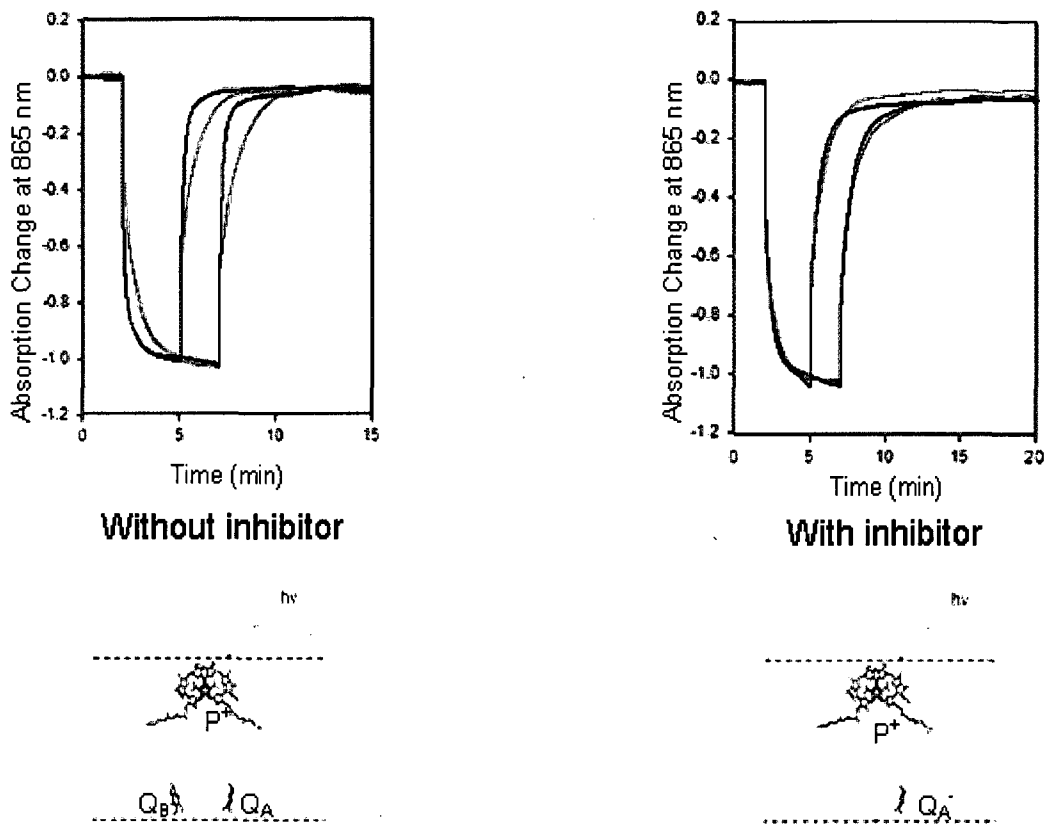 0.2
0.0
-0.2
-0.4
-0.6
-0.8
-1.0
-1.2
Absorption Change at 865 nm
0 5 10 15
Time (min)
Without inhibitor
hν
P+
QB QA
0.2
0.0
-0.2
-0.4
-0.6
-0.8
-1.0
-1.2
Absorption Change at 865 nm
0 5 10 15 20
Time (min)
With inhibitor
hν
P+
QA-